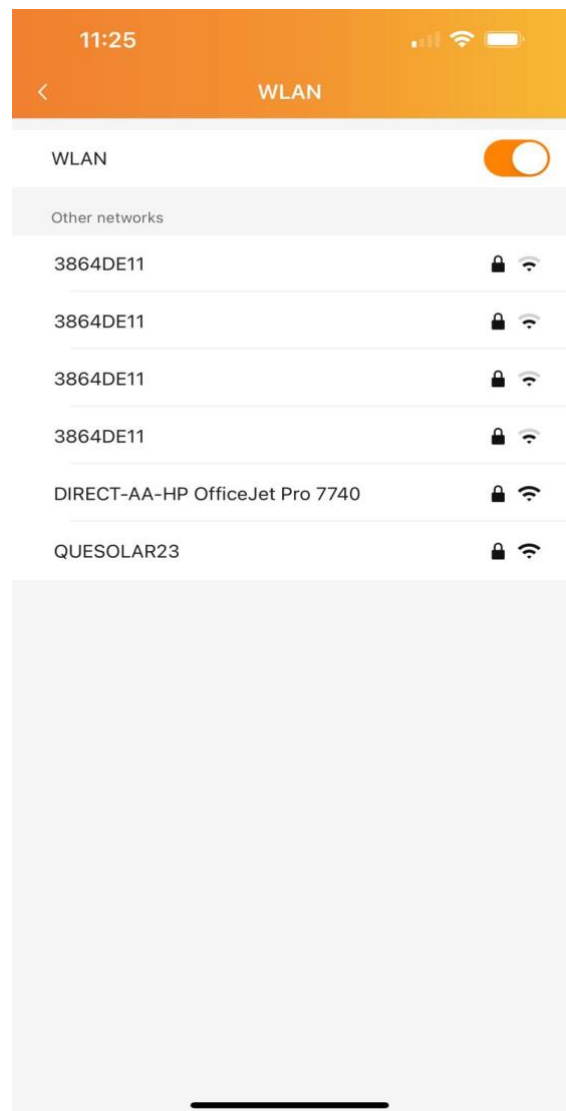 11:25
WLAN
WLAN
Other networks
3864DE11
3864DE11
3864DE11
3864DE11
DIRECT-AA-HP OfficeJet Pro 7740
QUESOLAR23